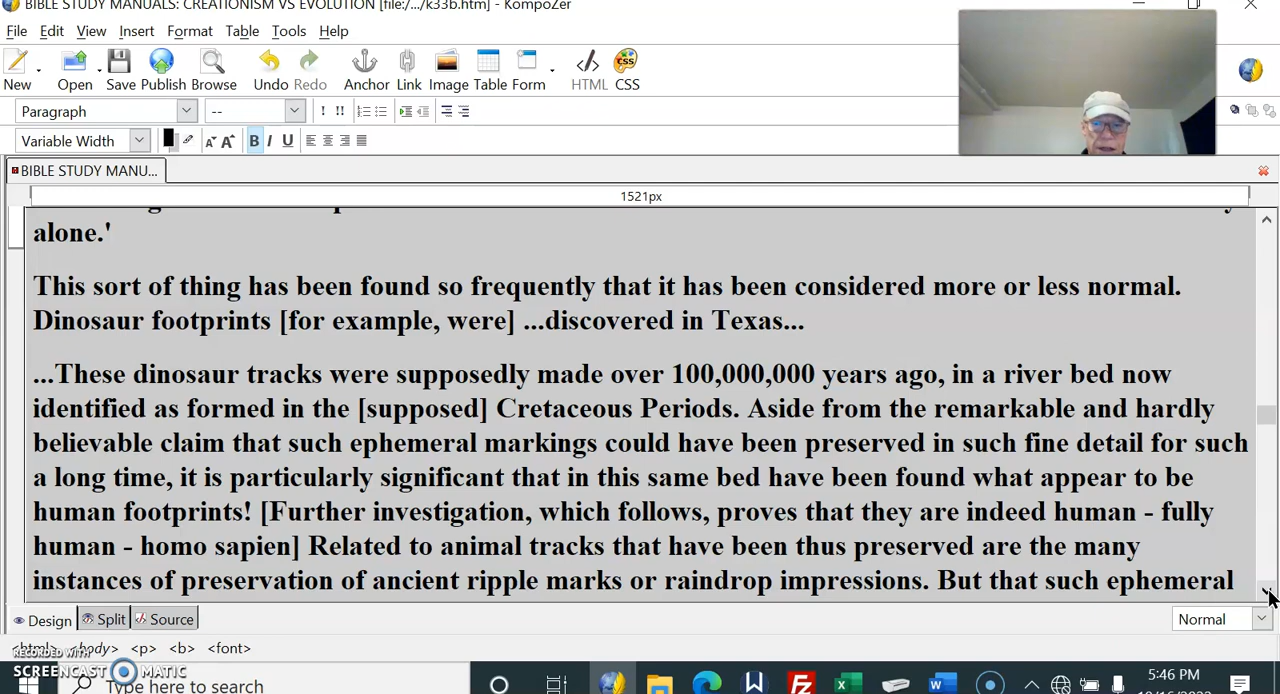 BIBLE STUDY MANUALS: CREATIONISM VS EVOLUTION [file:/.../k33b.htm] - KompoZer
File Edit View Insert Format Table Tools Help
New Open Save Publish Browse Undo Redo Anchor Link Image Table Form HTML CSS
Paragraph -- ! !!
Variable Width B I U
BIBLE STUDY MANU...
1521px
alone.'
This sort of thing has been found so frequently that it has been considered more or less normal.
Dinosaur footprints [for example, were] ...discovered in Texas...
...These dinosaur tracks were supposedly made over 100,000,000 years ago, in a river bed now
identified as formed in the [supposed] Cretaceous Periods. Aside from the remarkable and hardly
believable claim that such ephemeral markings could have been preserved in such fine detail for such
a long time, it is particularly significant that in this same bed have been found what appear to be
human footprints! [Further investigation, which follows, proves that they are indeed human - fully
human - homo sapien] Related to animal tracks that have been thus preserved are the many
instances of preservation of ancient ripple marks or raindrop impressions. But that such ephemeral
Design Split Source Normal
<html> <body> <p> <b> <font>
RECORDED WITH
SCREENCAST MATIC
Type here to search
5:46 PM